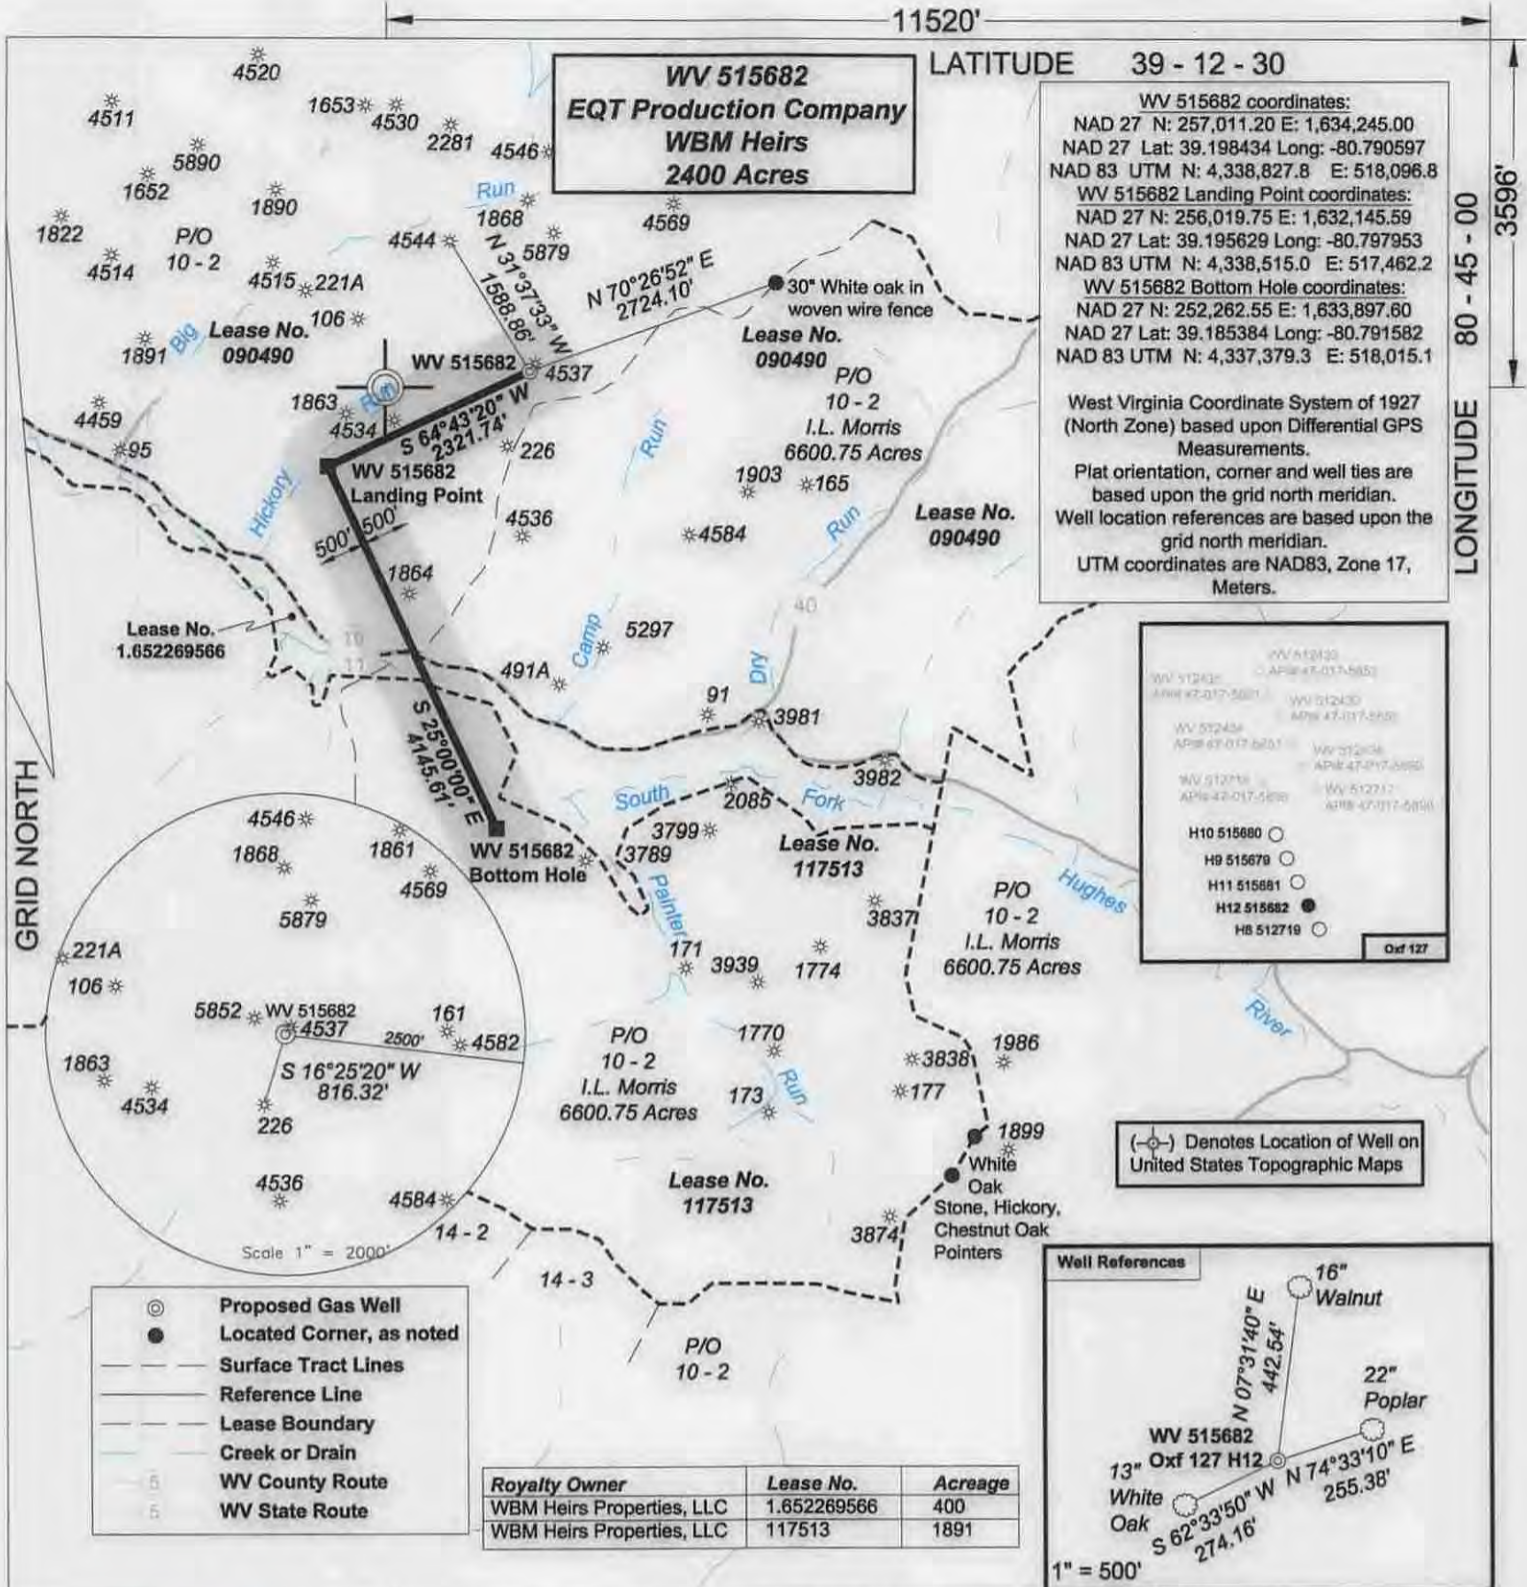 11520'
LATITUDE 39 - 12 - 30
3596'
LONGITUDE 80 - 45 - 00
WV 515682
EQT Production Company
WBM Heirs
2400 Acres
WV 515682 coordinates:
NAD 27 N: 257,011.20 E: 1,634,245.00
NAD 27 Lat: 39.198434 Long: -80.790597
NAD 83 UTM N: 4,338,827.8 E: 518,096.8
WV 515682 Landing Point coordinates:
NAD 27 N: 256,019.75 E: 1,632,145.59
NAD 27 Lat: 39.195629 Long: -80.797953
NAD 83 UTM N: 4,338,515.0 E: 517,462.2
WV 515682 Bottom Hole coordinates:
NAD 27 N: 252,262.55 E: 1,633,897.60
NAD 27 Lat: 39.185384 Long: -80.791582
NAD 83 UTM N: 4,337,379.3 E: 518,015.1
West Virginia Coordinate System of 1927
(North Zone) based upon Differential GPS
Measurements.
Plat orientation, corner and well ties are
based upon the grid north meridian.
Well location references are based upon the
grid north meridian.
UTM coordinates are NAD83, Zone 17,
Meters.
4520
4511
1653
4530
2281
4546
5890
1652
1890
Run
1868
4569
1822
P/O
10 - 2
4544
5879
4514
4515
221A
N 31°37'33" W
1588.86'
N 70°26'52" E
2724.10'
30" White oak in
woven wire fence
106
Big
Lease No.
090490
1891
Lease No.
090490
WV 515682
4537
P/O
10 - 2
I.L. Morris
6600.75 Acres
4459
1863
Run
4534
S 64°43'20" W
2321.74'
95
226
Run
WV 515682
Landing Point
1903
165
Hickory
500'
500'
4536
4584
Run
Lease No.
090490
1864
40
Lease No.
1.652269566
10
11
Camp
5297
491A
Dry
91
3981
S 25°00'00" E
4145.61'
3982
South
2085
Fork
3799
3789
Lease No.
117513
WV 515682
Bottom Hole
Painter
3837
P/O
10 - 2
I.L. Morris
6600.75 Acres
Hughes
171
3939
1774
River
P/O
10 - 2
I.L. Morris
6600.75 Acres
1770
Run
3838
1986
173
177
1899
White
Oak
Stone, Hickory,
Chestnut Oak
Pointers
Lease No.
117513
3874
GRID NORTH
4546
1868
1861
4569
5879
221A
106
5852
WV 515682
4537
161
2500'
4582
1863
S 16°25'20" W
816.32'
4534
226
4536
4584
Scale 1" = 2000'
14 - 2
14 - 3
P/O
10 - 2
H10 515680
H9 515679
H11 515681
H12 515682
H8 512719
Oxf 127
(-) Denotes Location of Well on
United States Topographic Maps
Proposed Gas Well
Located Corner, as noted
Surface Tract Lines
Reference Line
Lease Boundary
Creek or Drain
5 WV County Route
5 WV State Route
Royalty Owner Lease No. Acreage
WBM Heirs Properties, LLC 1.652269566 400
WBM Heirs Properties, LLC 117513 1891
Well References
16"
Walnut
N 07°31'40" E
442.54'
22"
Poplar
WV 515682
Oxf 127 H12
N 74°33'10" E
255.38'
13"
White
Oak
S 62°33'50" W
274.16'
1" = 500'